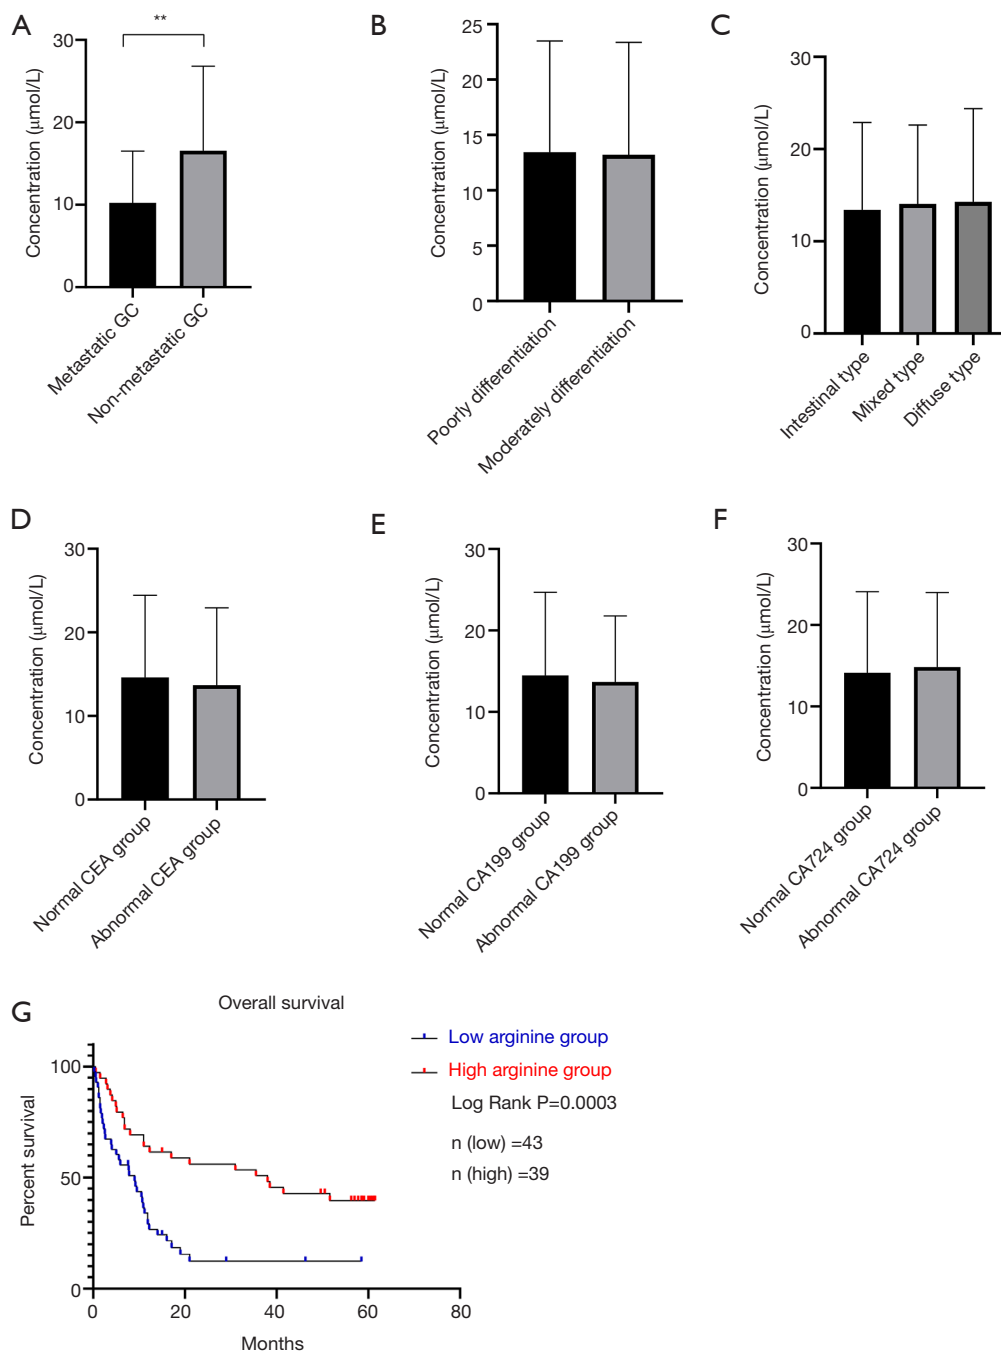 A
**
Concentration (μmol/L)
30
20
10
0
Metastatic GC
Non-metastatic GC
B
Concentration (μmol/L)
25
20
15
10
5
0
Poorly differentiation
Moderately differentiation
C
Concentration (μmol/L)
30
20
10
0
Intestinal type
Mixed type
Diffuse type
D
Concentration (μmol/L)
30
20
10
0
Normal CEA group
Abnormal CEA group
E
Concentration (μmol/L)
30
20
10
0
Normal CA199 group
Abnormal CA199 group
F
Concentration (μmol/L)
30
20
10
0
Normal CA724 group
Abnormal CA724 group
G
Overall survival
Percent survival
100
50
0
0 20 40 60 80
Months
Low arginine group
High arginine group
Log Rank P=0.0003
n (low) =43
n (high) =39